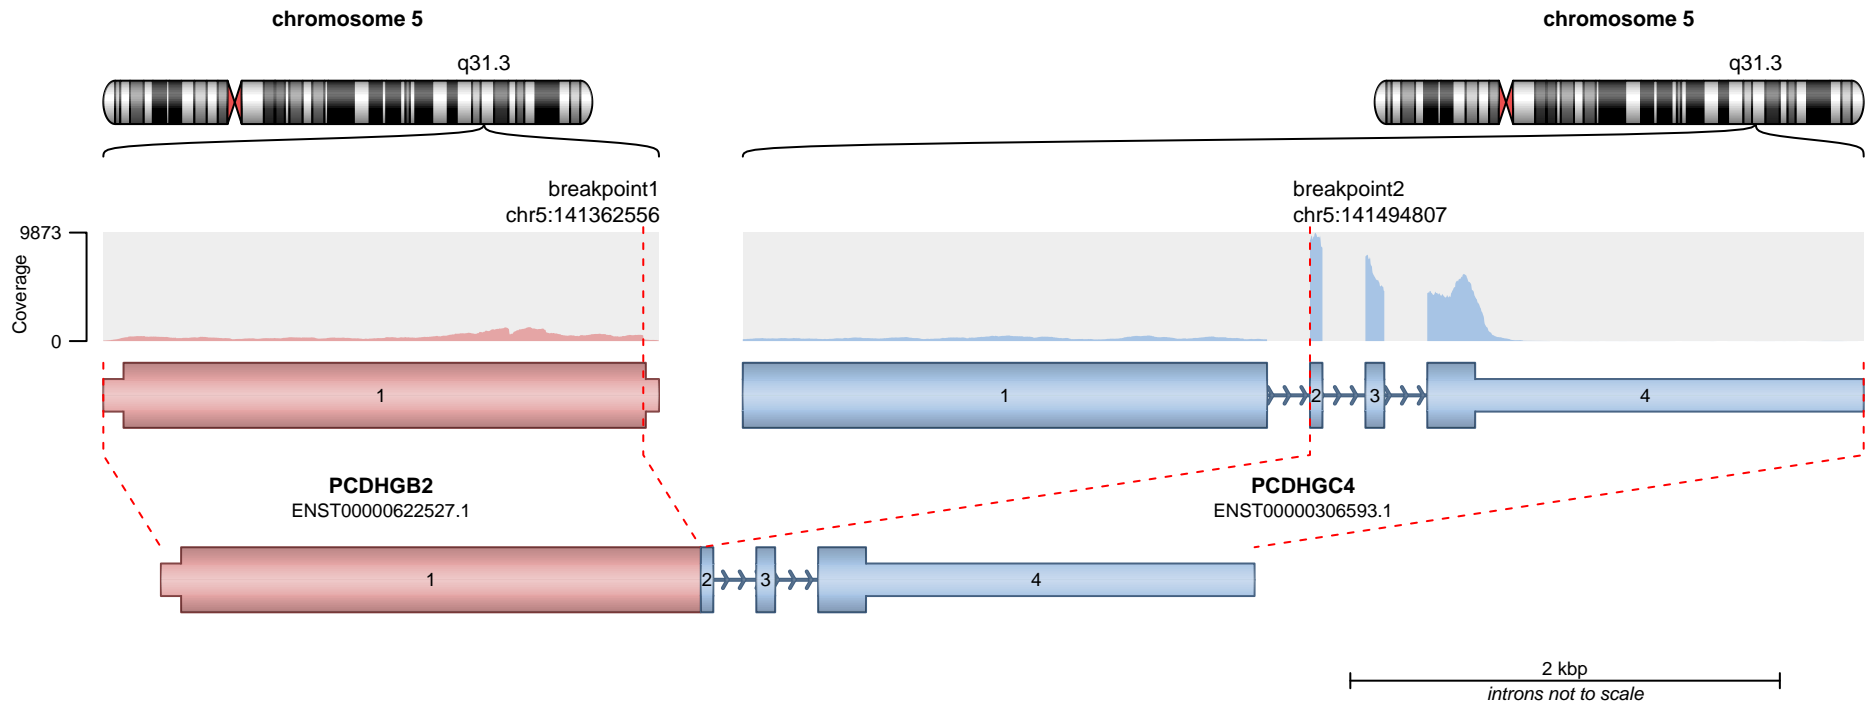 chromosome 5
chromosome 5
q31.3
q31.3
breakpoint1
chr5:141362556
breakpoint2
chr5:141494807
9873
Coverage
0
1
1
2
3
4
PCDHGB2
ENST00000622527.1
PCDHGC4
ENST00000306593.1
1
2
3
4
2 kbp
introns not to scale